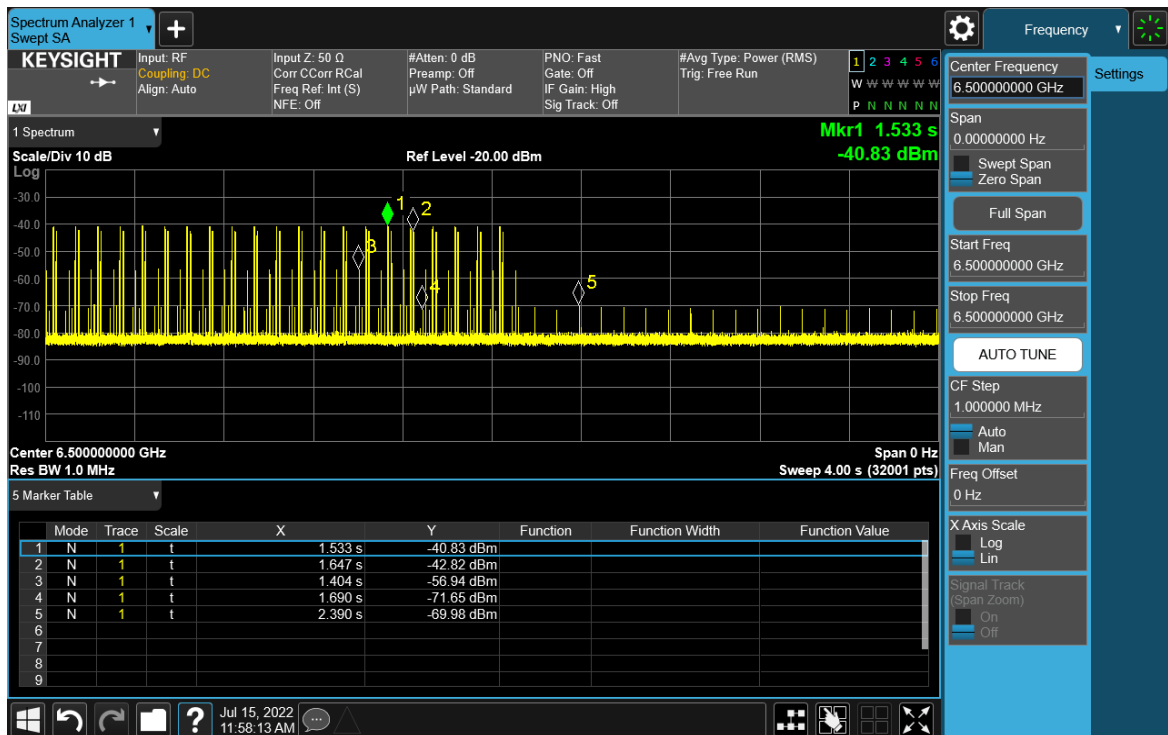 Spectrum Analyzer 1
Swept SA
Frequency
KEYSIGHT
LXI
Input: RF
Coupling: DC
Align: Auto
Input Z: 50 Ω
Corr CCorr RCal
Freq Ref: Int (S)
NFE: Off
#Atten: 0 dB
Preamp: Off
µW Path: Standard
PNO: Fast
Gate: Off
IF Gain: High
Sig Track: Off
#Avg Type: Power (RMS)
Trig: Free Run
1 2 3 4 5 6
W W W W W W
P N N N N N
1 Spectrum
Mkr1 1.533 s
-40.83 dBm
Scale/Div 10 dB
Ref Level -20.00 dBm
Log
-30.0
-40.0
-50.0
-60.0
-70.0
-80.0
-90.0
-100
-110
1
2
3
4
5
Center 6.500000000 GHz
Span 0 Hz
Res BW 1.0 MHz
Sweep 4.00 s (32001 pts)
5 Marker Table
Mode Trace Scale X Y Function Function Width Function Value
1 N 1 t 1.533 s -40.83 dBm
2 N 1 t 1.647 s -42.82 dBm
3 N 1 t 1.404 s -56.94 dBm
4 N 1 t 1.690 s -71.65 dBm
5 N 1 t 2.390 s -69.98 dBm
6
7
8
9
?
Jul 15, 2022
11:58:13 AM
Settings
Center Frequency
6.500000000 GHz
Span
0.00000000 Hz
Swept Span
Zero Span
Full Span
Start Freq
6.500000000 GHz
Stop Freq
6.500000000 GHz
AUTO TUNE
CF Step
1.000000 MHz
Auto
Man
Freq Offset
0 Hz
X Axis Scale
Log
Lin
Signal Track
(Span Zoom)
On
Off